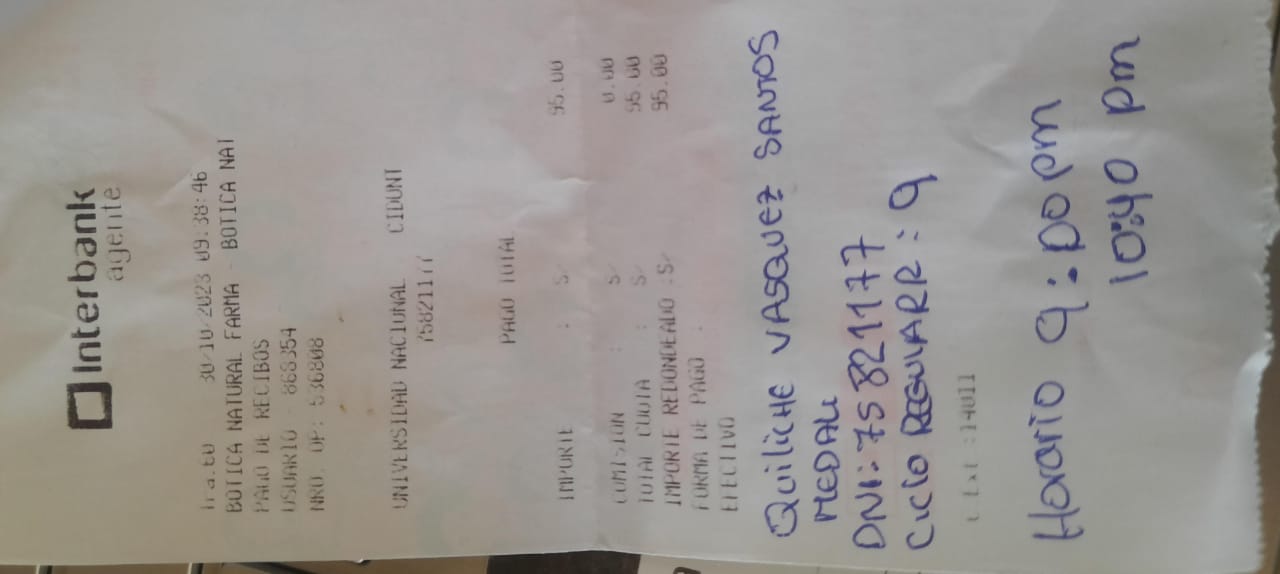 Interbank
agente
30/10/2023 09:38:46
BOTICA NATURAL FARMA - BOTICA NAT
PAGO DE RECIBOS
USUARIO : 868354
NRO. OP: 536808
UNIVERSIDAD NACIONAL CIDUNT
75821177
PAGO TOTAL
IMPORTE : S/ 95.00
COMISION : S/ 0.00
TOTAL CUOTA : S/ 95.00
IMPORTE REDONDEADO :S/ 95.00
FORMA DE PAGO :
EFECTIVO
QUILICHE VASQUEZ SANTOS
MEDALI
DNI: 75821177
CICLO REGULARR: 9
Horario 9:00 pm
10:40 pm